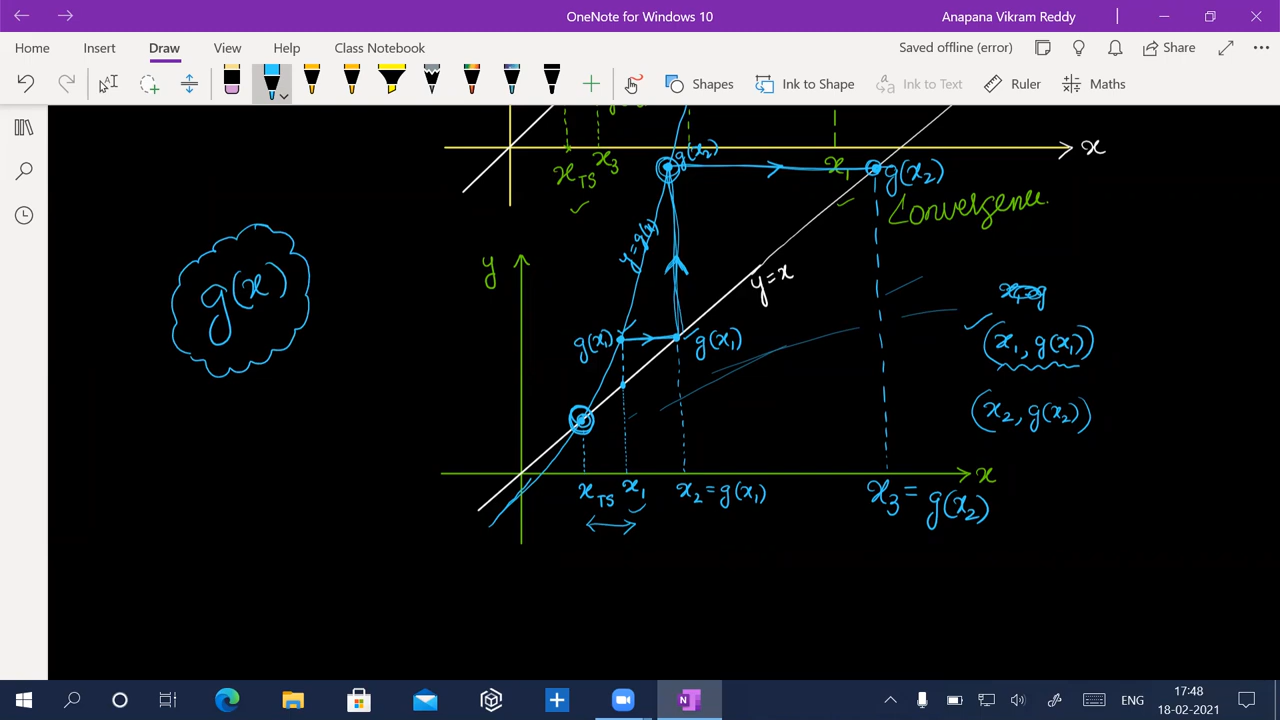 OneNote for Windows 10
Anapana Vikram Reddy
Home Insert Draw View Help Class Notebook
Saved offline (error)
Share
Shapes
Ink to Shape
Ink to Text
Ruler
Maths
x
x_TS x_3 x_1
g(x_2)
g(x_2)
Convergence.
y=g(x)
y
y=x
g(x)
g(x_1) g(x_1)
(x_1, g(x_1))
(x_2, g(x_2))
x
x_TS x_1 x_2 = g(x_1) x_3 = g(x_2)
ENG
17:48
18-02-2021